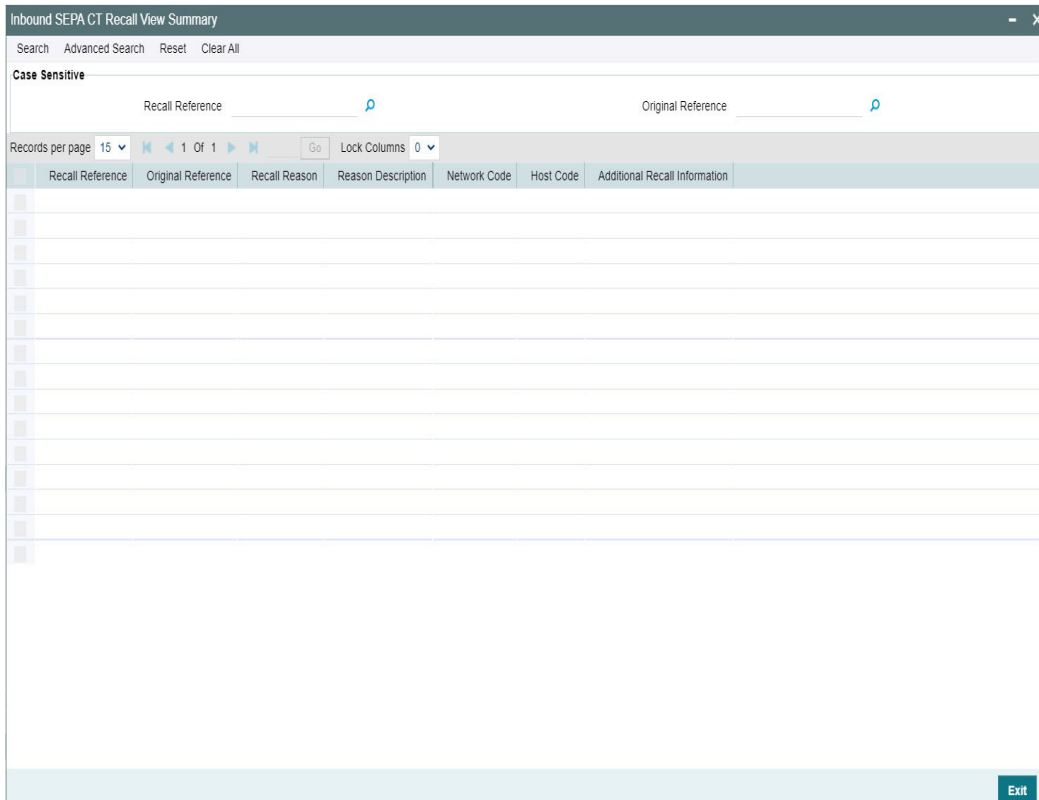 Inbound SEPA CT Recall View Summary
Search Advanced Search Reset Clear All
Case Sensitive
Recall Reference Original Reference
Records per page 15 1 Of 1 Go Lock Columns 0
Recall Reference Original Reference Recall Reason Reason Description Network Code Host Code Additional Recall Information
Exit